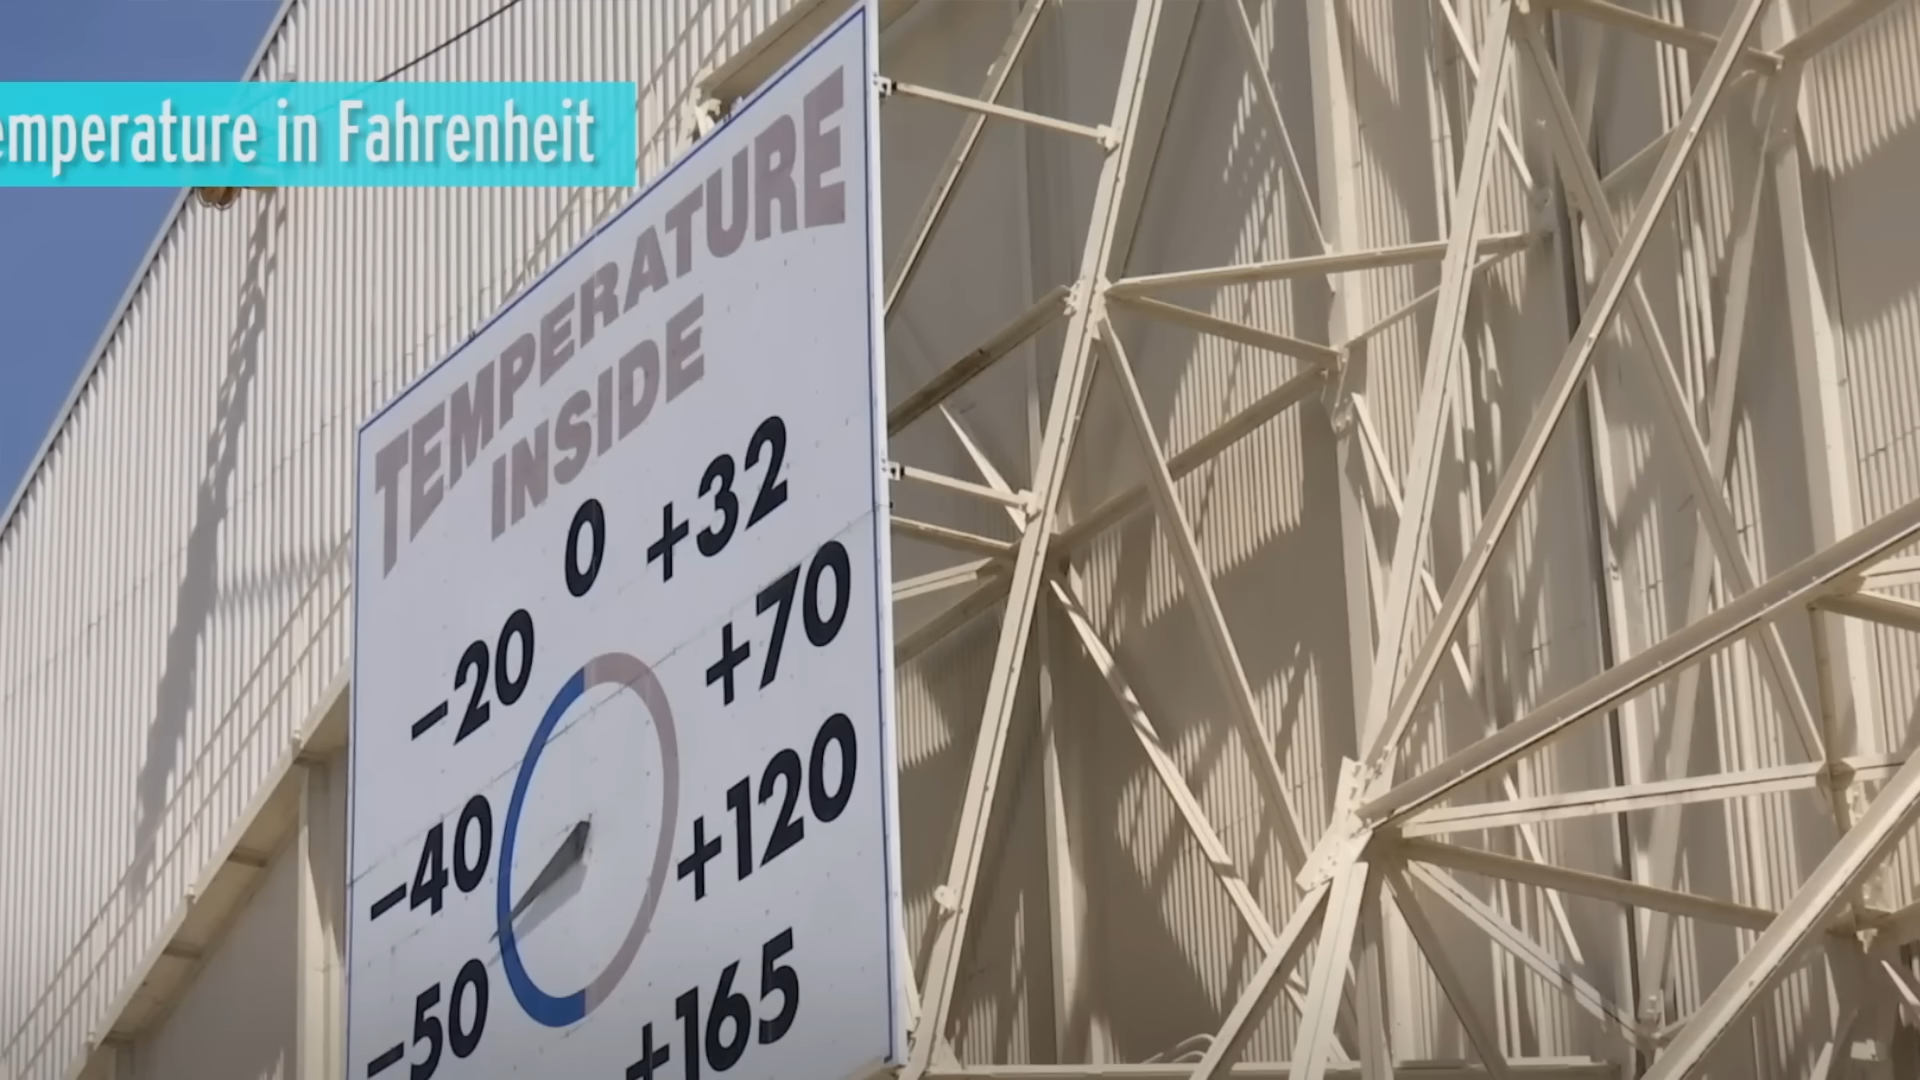 emperature in Fahrenheit
TEMPERATURE
INSIDE
0 +32
-20 +70
-40 +120
-50 +165